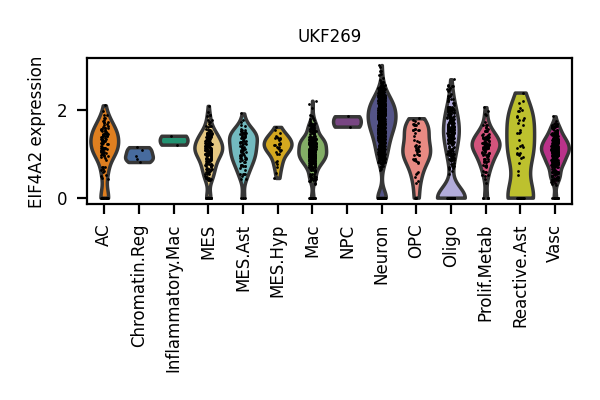 UKF269
EIF4A2 expression
2
0
AC
Chromatin.Reg
Inflammatory.Mac
MES
MES.Ast
MES.Hyp
Mac
NPC
Neuron
OPC
Oligo
Prolif.Metab
Reactive.Ast
Vasc